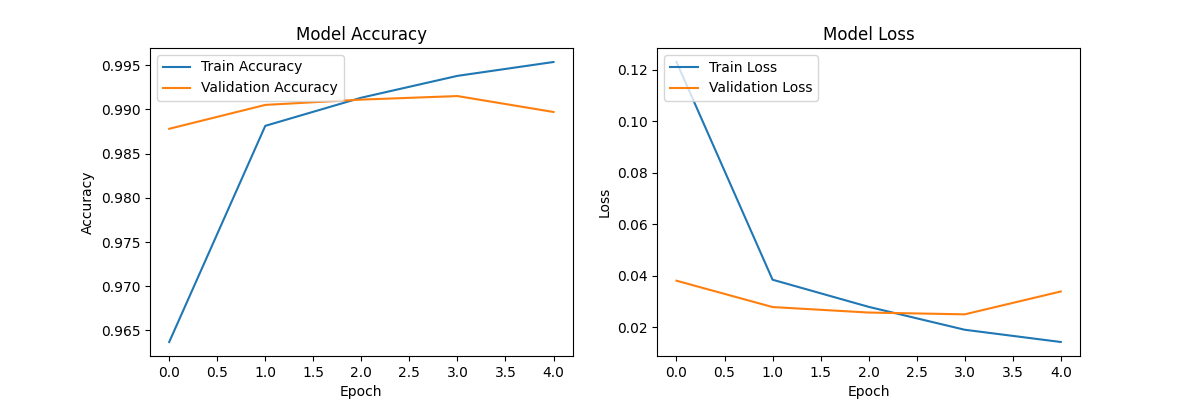 Model Accuracy
Train Accuracy
Validation Accuracy
0.995
0.990
0.985
0.980
0.975
0.970
0.965
Accuracy
0.0 0.5 1.0 1.5 2.0 2.5 3.0 3.5 4.0
Epoch
Model Loss
Train Loss
Validation Loss
0.12
0.10
0.08
0.06
0.04
0.02
Loss
0.0 0.5 1.0 1.5 2.0 2.5 3.0 3.5 4.0
Epoch